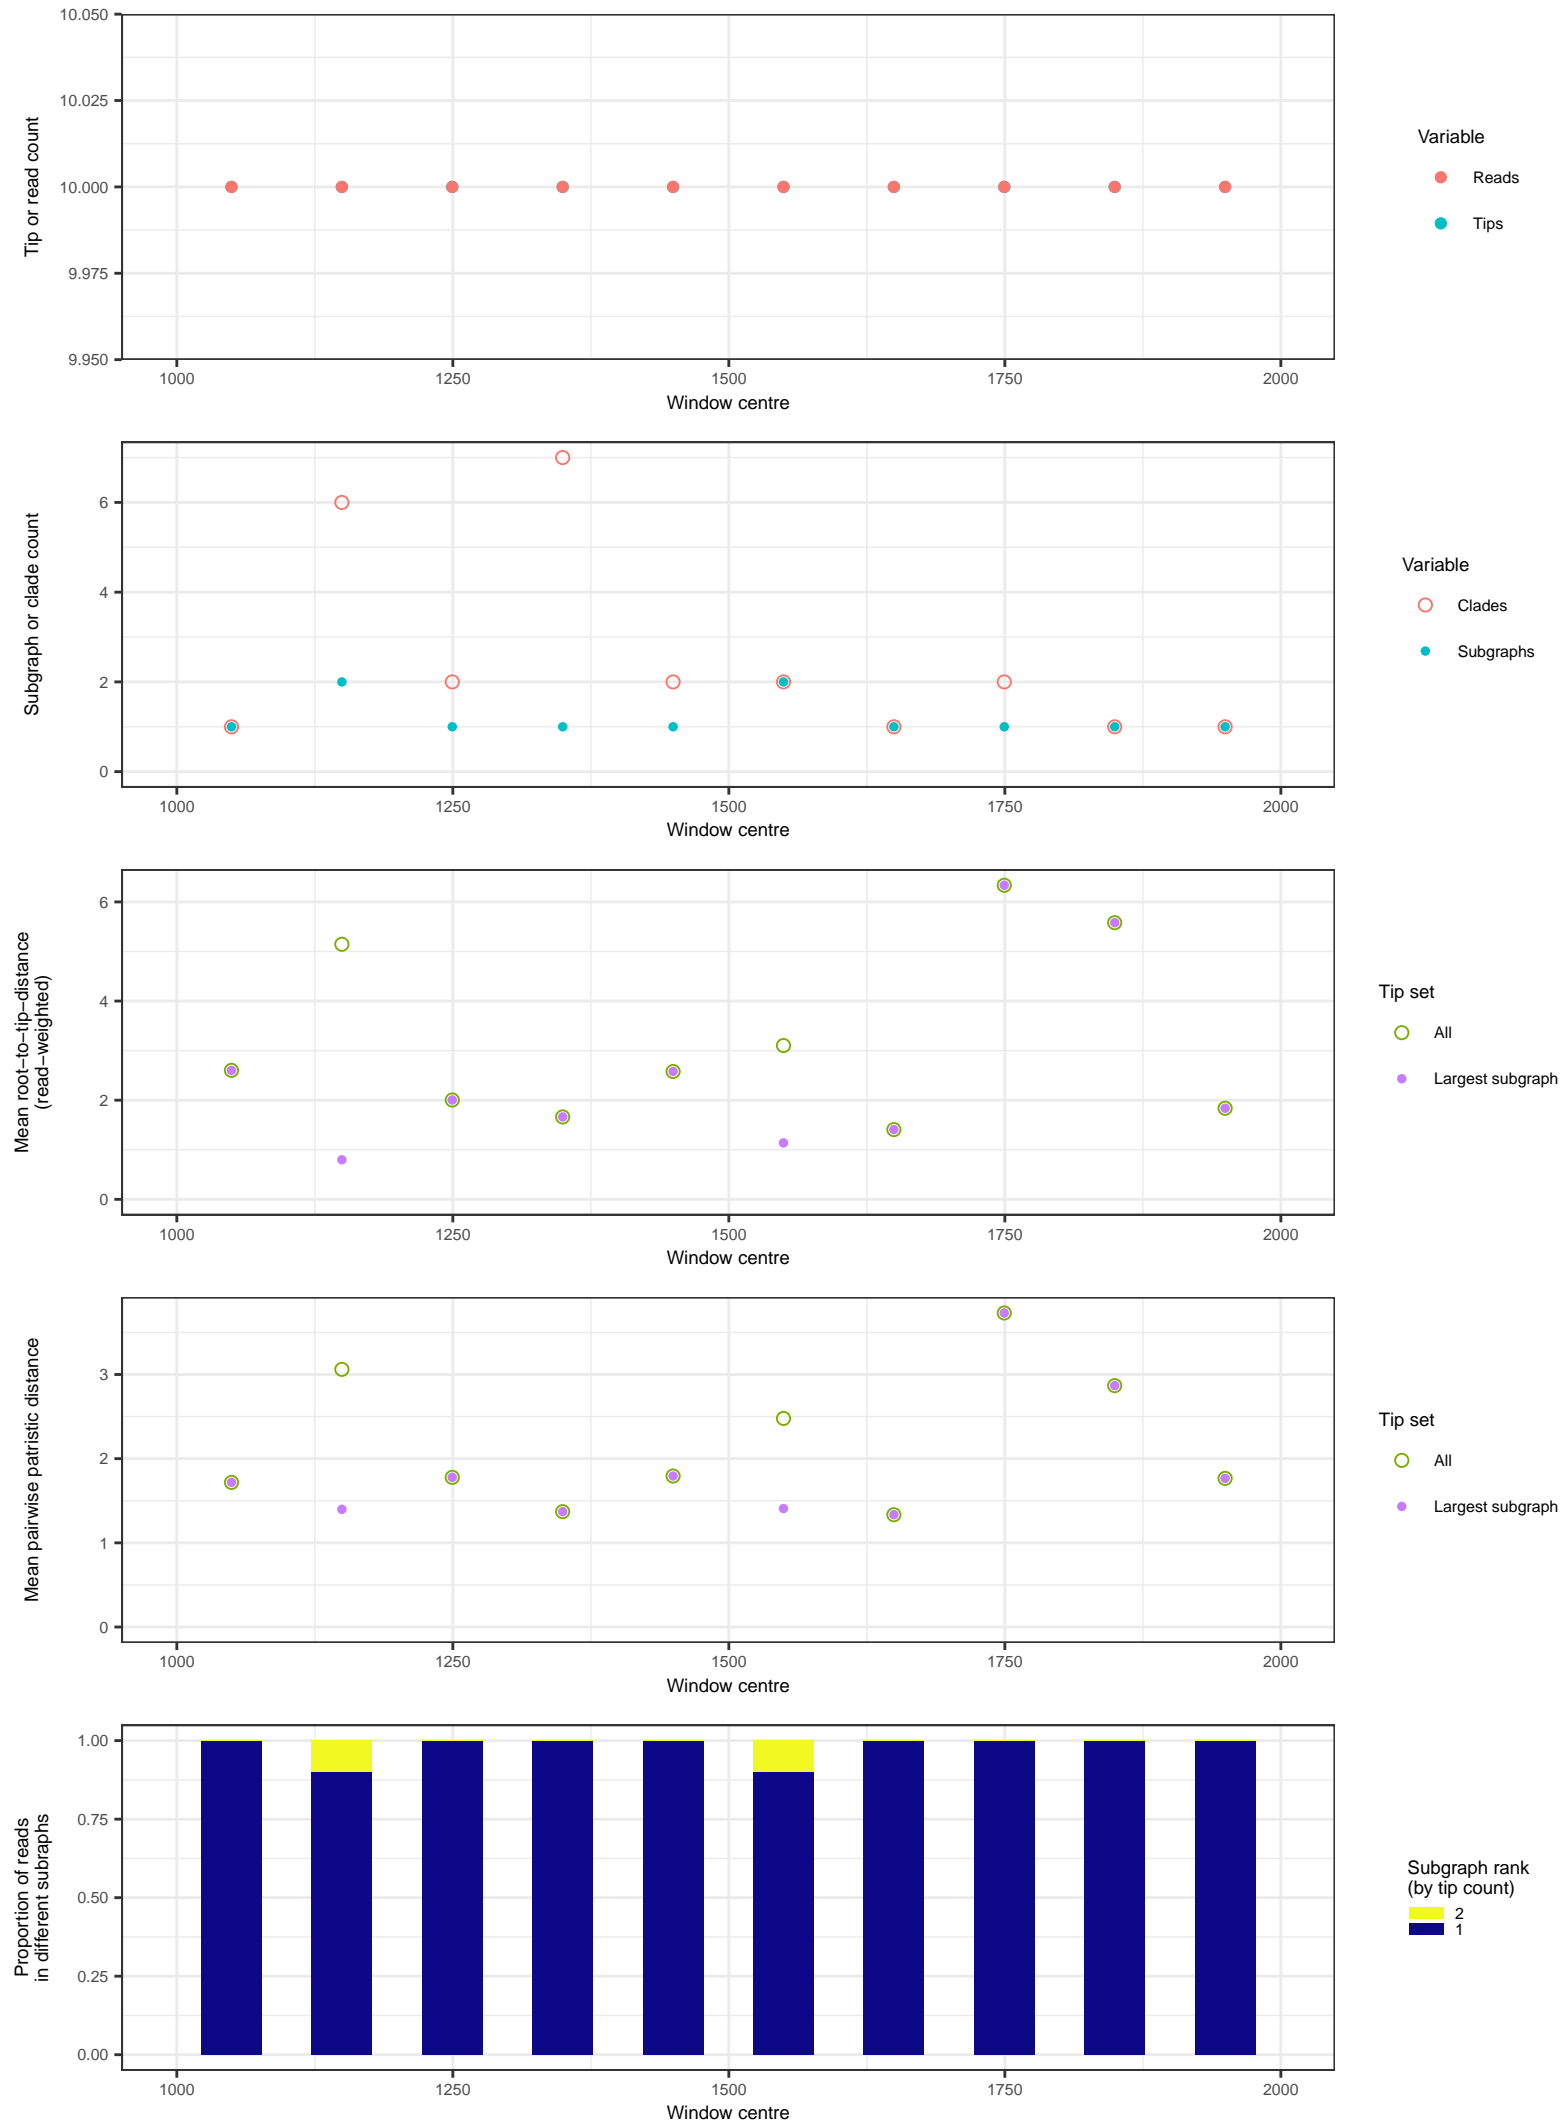 10.050
10.025
10.000
9.975
9.950
Tip or read count
1000 1250 1500 1750 2000
Window centre
Variable
Reads
Tips
6
4
2
0
Subgraph or clade count
1000 1250 1500 1750 2000
Window centre
Variable
Clades
Subgraphs
6
4
2
0
Mean root−to−tip−distance
(read−weighted)
1000 1250 1500 1750 2000
Window centre
Tip set
All
Largest subgraph
3
2
1
0
Mean pairwise patristic distance
1000 1250 1500 1750 2000
Window centre
Tip set
All
Largest subgraph
1.00
0.75
0.50
0.25
0.00
Proportion of reads
in different subraphs
1000 1250 1500 1750 2000
Window centre
Subgraph rank
(by tip count)
2
1